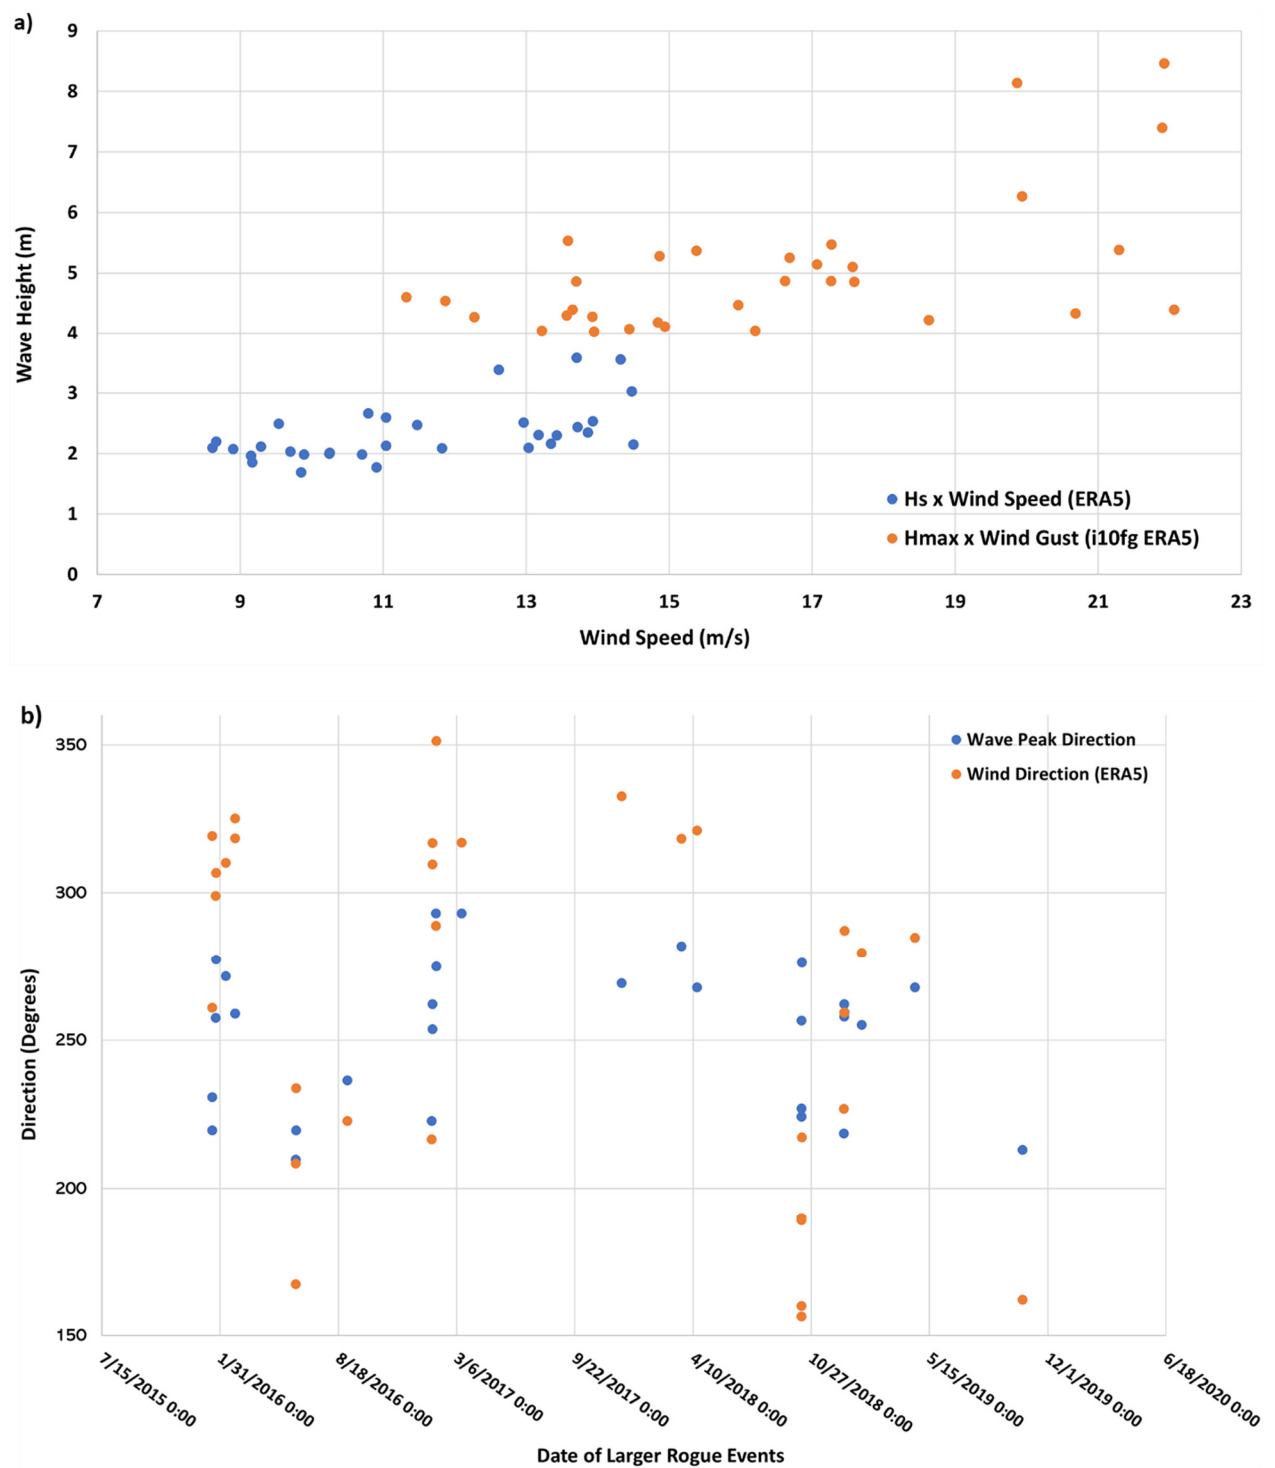 a)
9
8
7
6
5
4
3
2
1
0
Wave Height (m)
Hs x Wind Speed (ERA5)
Hmax x Wind Gust (i10fg ERA5)
7 9 11 13 15 17 19 21 23
Wind Speed (m/s)
b)
350
300
250
200
150
Direction (Degrees)
Wave Peak Direction
Wind Direction (ERA5)
7/15/2015 0:00 1/31/2016 0:00 8/18/2016 0:00 3/6/2017 0:00 9/22/2017 0:00 4/10/2018 0:00 10/27/2018 0:00 5/15/2019 0:00 12/1/2019 0:00 6/18/2020 0:00
Date of Larger Rogue Events